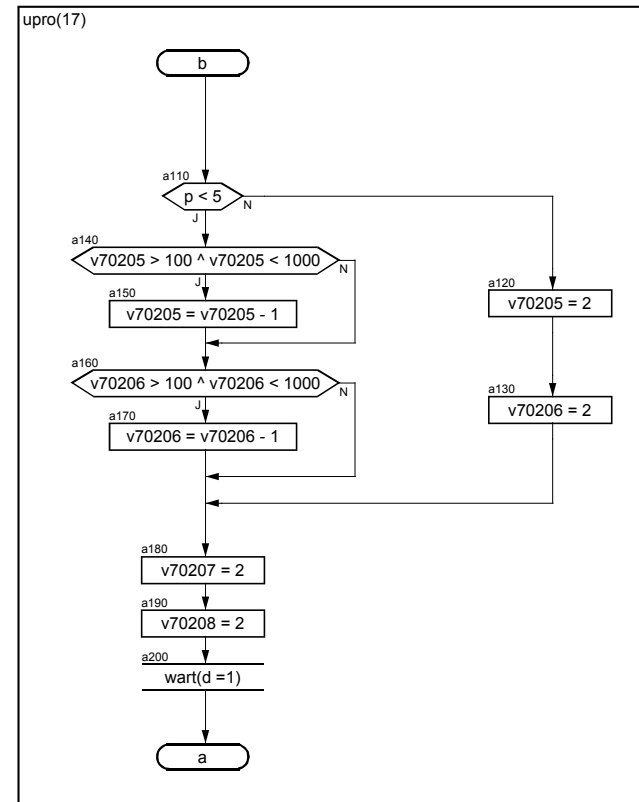 upro(17)
b
a110
p < 5
N
J
a140
v70205 > 100 ^ v70205 < 1000
N
J
a150
v70205 = v70205 - 1
a120
v70205 = 2
a160
v70206 > 100 ^ v70206 < 1000
N
J
a170
v70206 = v70206 - 1
a130
v70206 = 2
a180
v70207 = 2
a190
v70208 = 2
a200
wart(d =1)
a